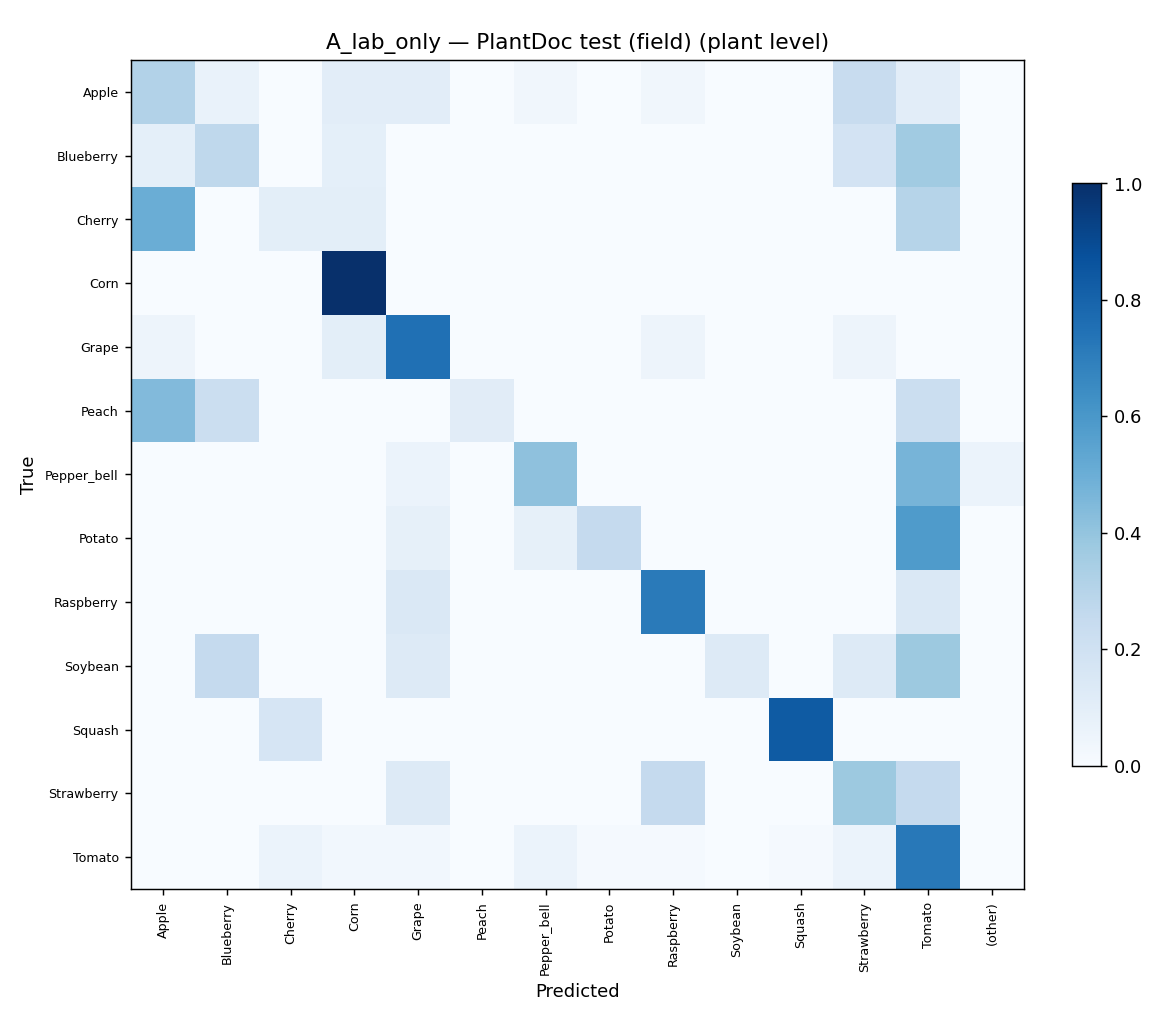 A_lab_only — PlantDoc test (field) (plant level)
True
Apple
Blueberry
Cherry
Corn
Grape
Peach
Pepper_bell
Potato
Raspberry
Soybean
Squash
Strawberry
Tomato
Apple
Blueberry
Cherry
Corn
Grape
Peach
Pepper_bell
Potato
Raspberry
Soybean
Squash
Strawberry
Tomato
(other)
Predicted
1.0
0.8
0.6
0.4
0.2
0.0